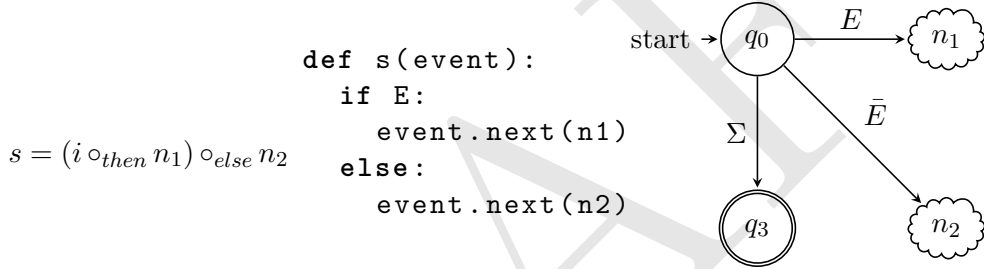 s = (i ∘then n1) ∘else n2
def s(event):
if E:
event.next(n1)
else:
event.next(n2)
start
q0
E
n1
Σ
Ē
q3
n2